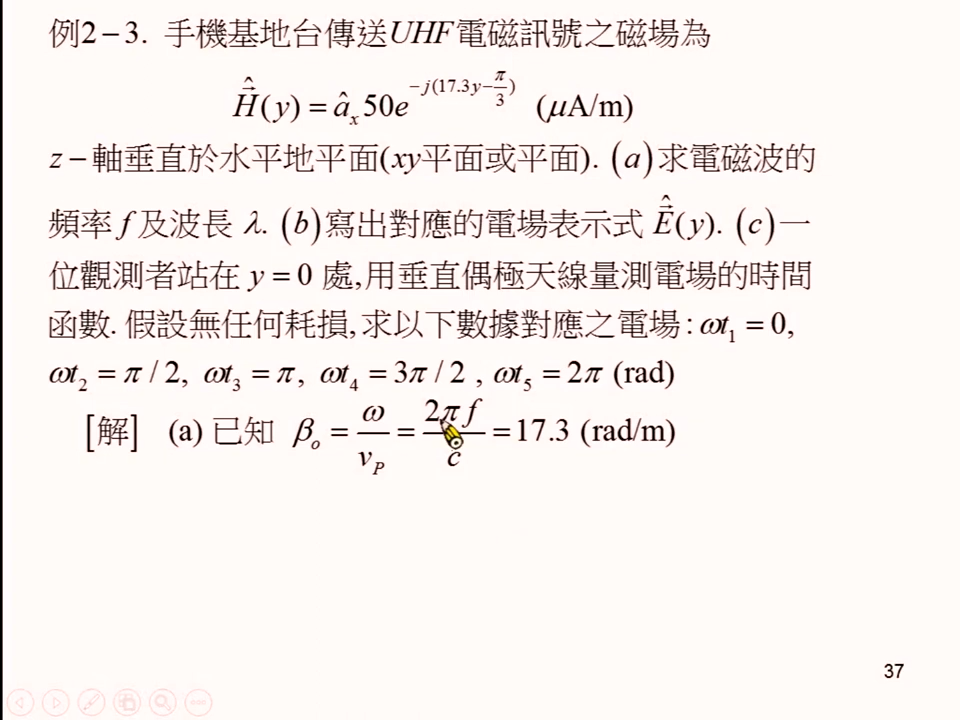 例2-3. 手機基地台傳送UHF電磁訊號之磁場為
Ĥ⃗(y) = âₓ50e^{-j(17.3y-π/3)} (μA/m)
z-軸垂直於水平地平面(xy平面或平面). (a)求電磁波的
頻率 f 及波長 λ. (b)寫出對應的電場表示式 Ê⃗(y). (c)一
位觀測者站在 y = 0 處,用垂直偶極天線量測電場的時間
函數. 假設無任何耗損,求以下數據對應之電場: ωt₁ = 0,
ωt₂ = π / 2, ωt₃ = π, ωt₄ = 3π / 2 , ωt₅ = 2π (rad)
[解] (a) 已知 βₒ = ω/v_P = 2πf/c = 17.3 (rad/m)
37